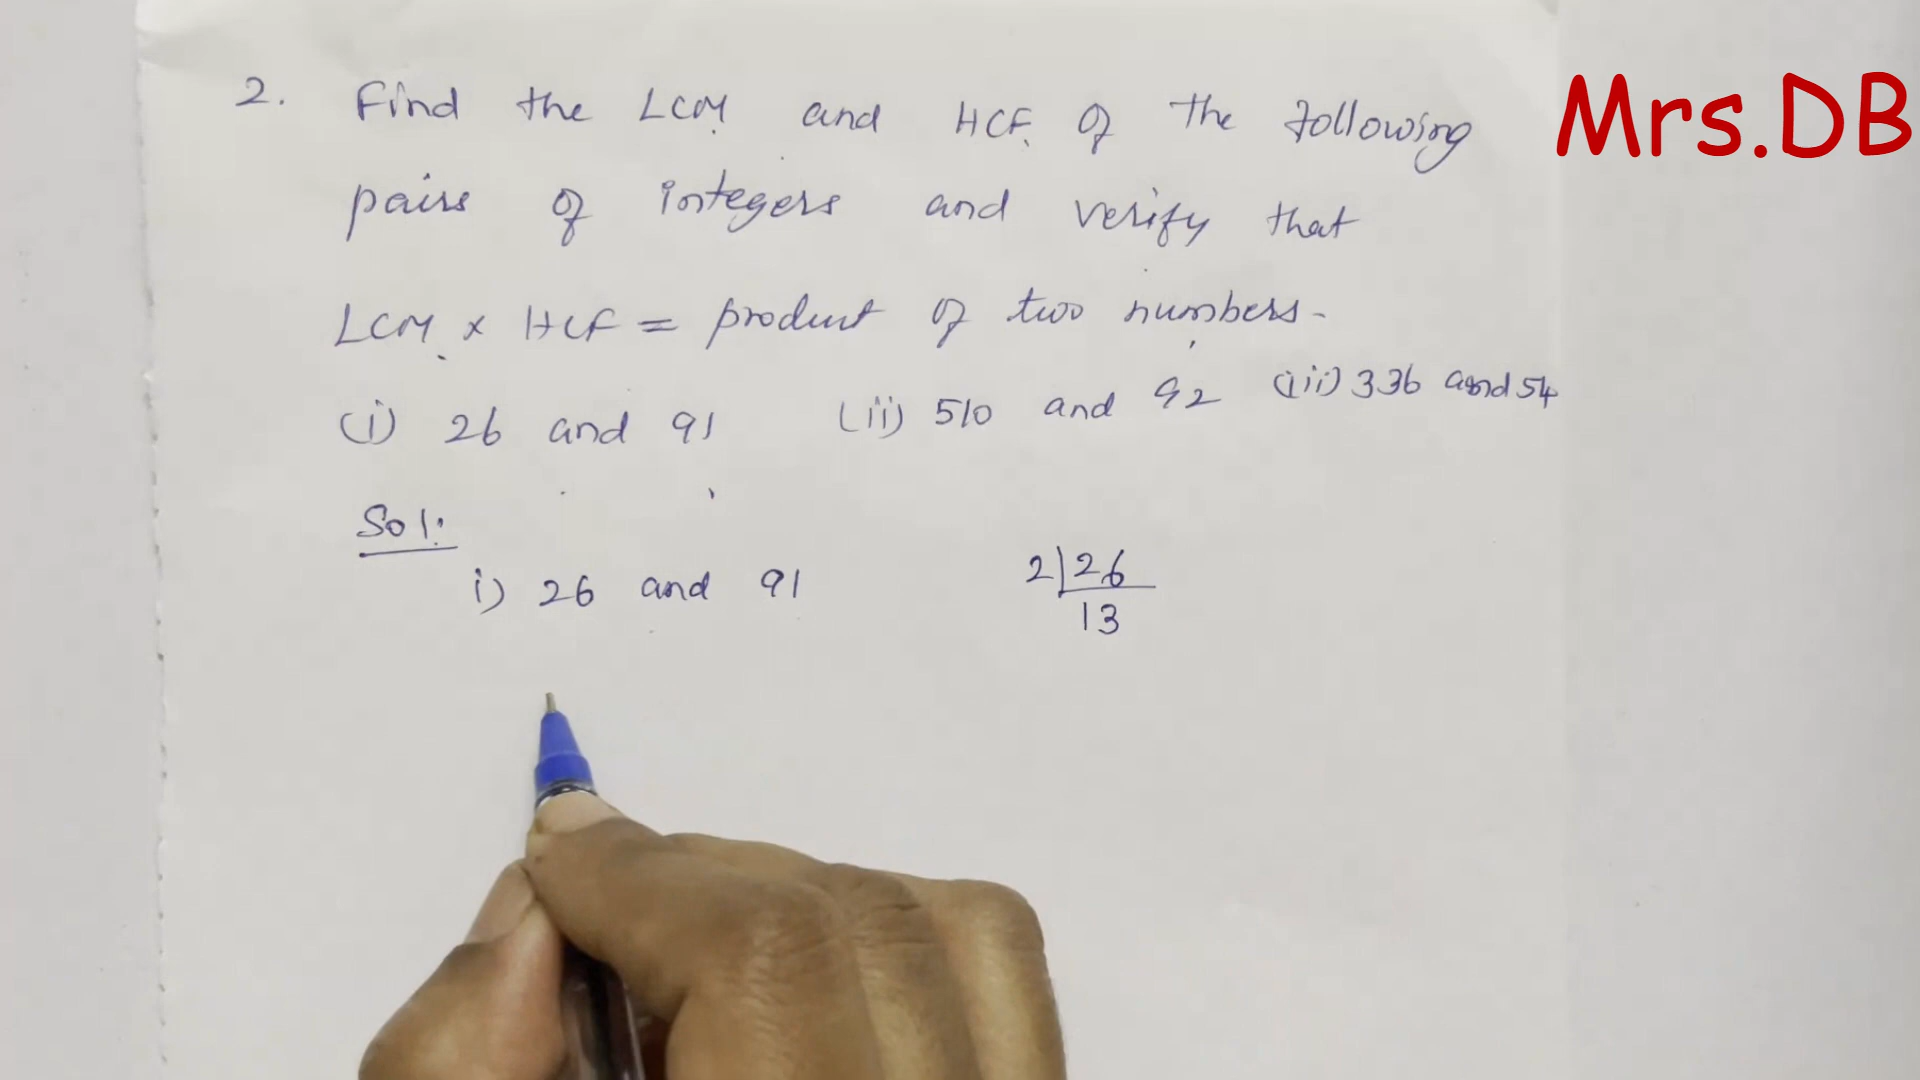 2. Find the LCM and HCF of the following
Mrs.DB
pairs of integers and verify that
LCM × HCF = product of two numbers.
(i) 26 and 91 (ii) 510 and 92 (iii) 336 and 54
Sol:
i) 26 and 91
2|26
13